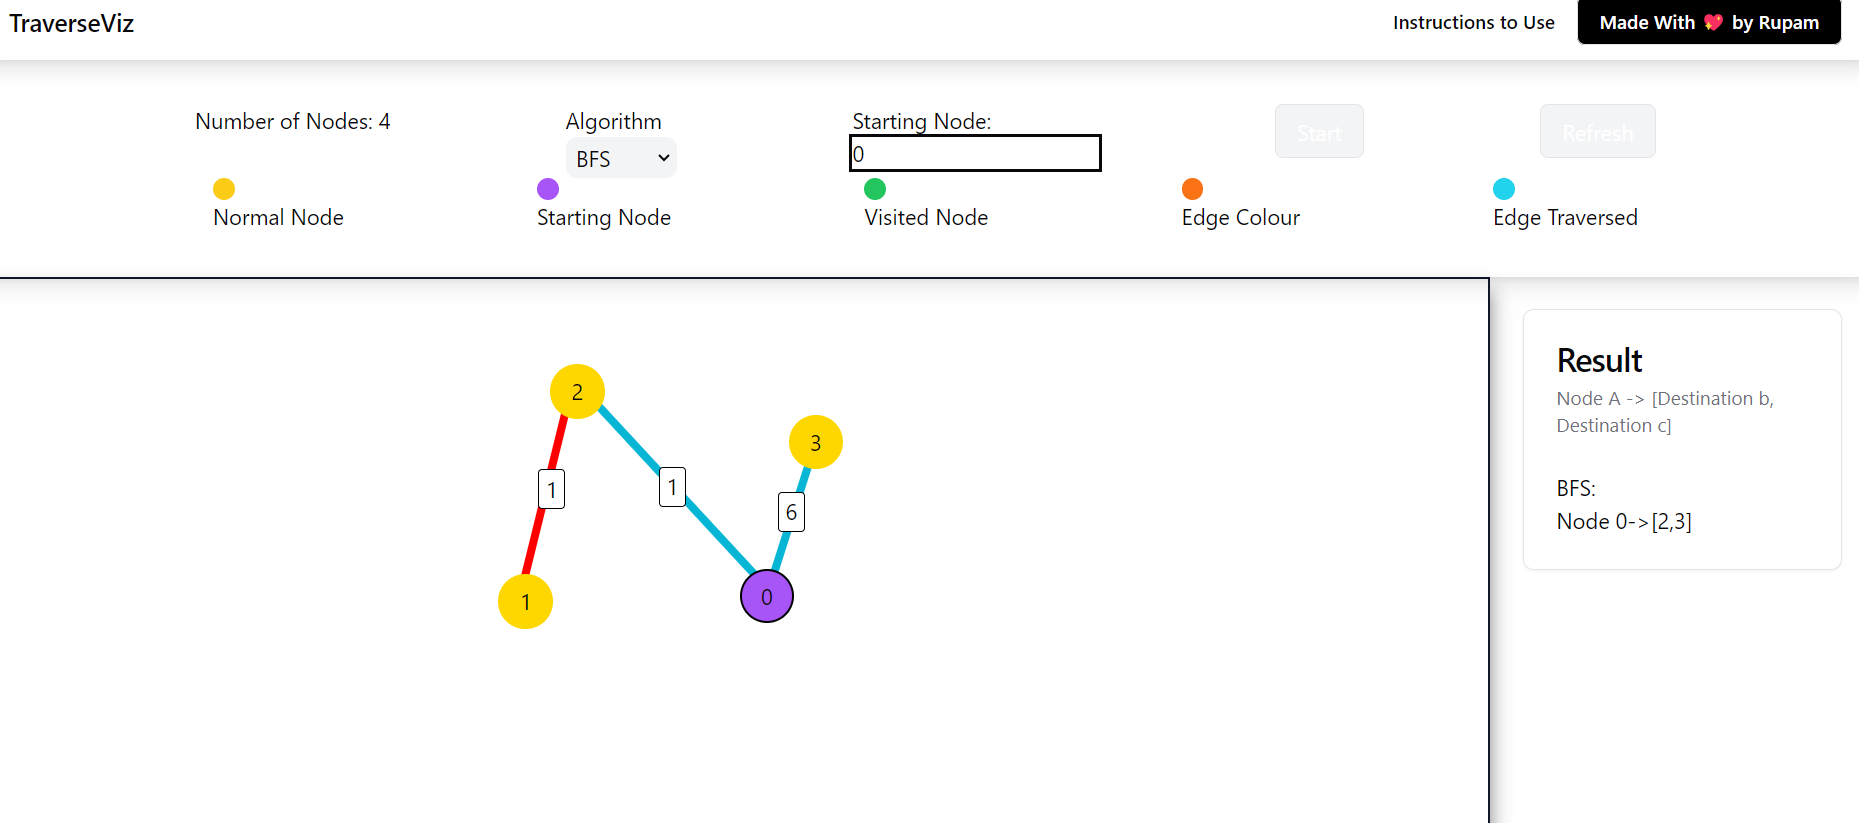 TraverseViz
Instructions to Use
Made With 💖 by Rupam
Number of Nodes: 4
Algorithm
BFS
Starting Node:
0
Start
Refresh
Normal Node
Starting Node
Visited Node
Edge Colour
Edge Traversed
2
3
1
1
6
1
0
Result
Node A -> [Destination b,
Destination c]
BFS:
Node 0->[2,3]